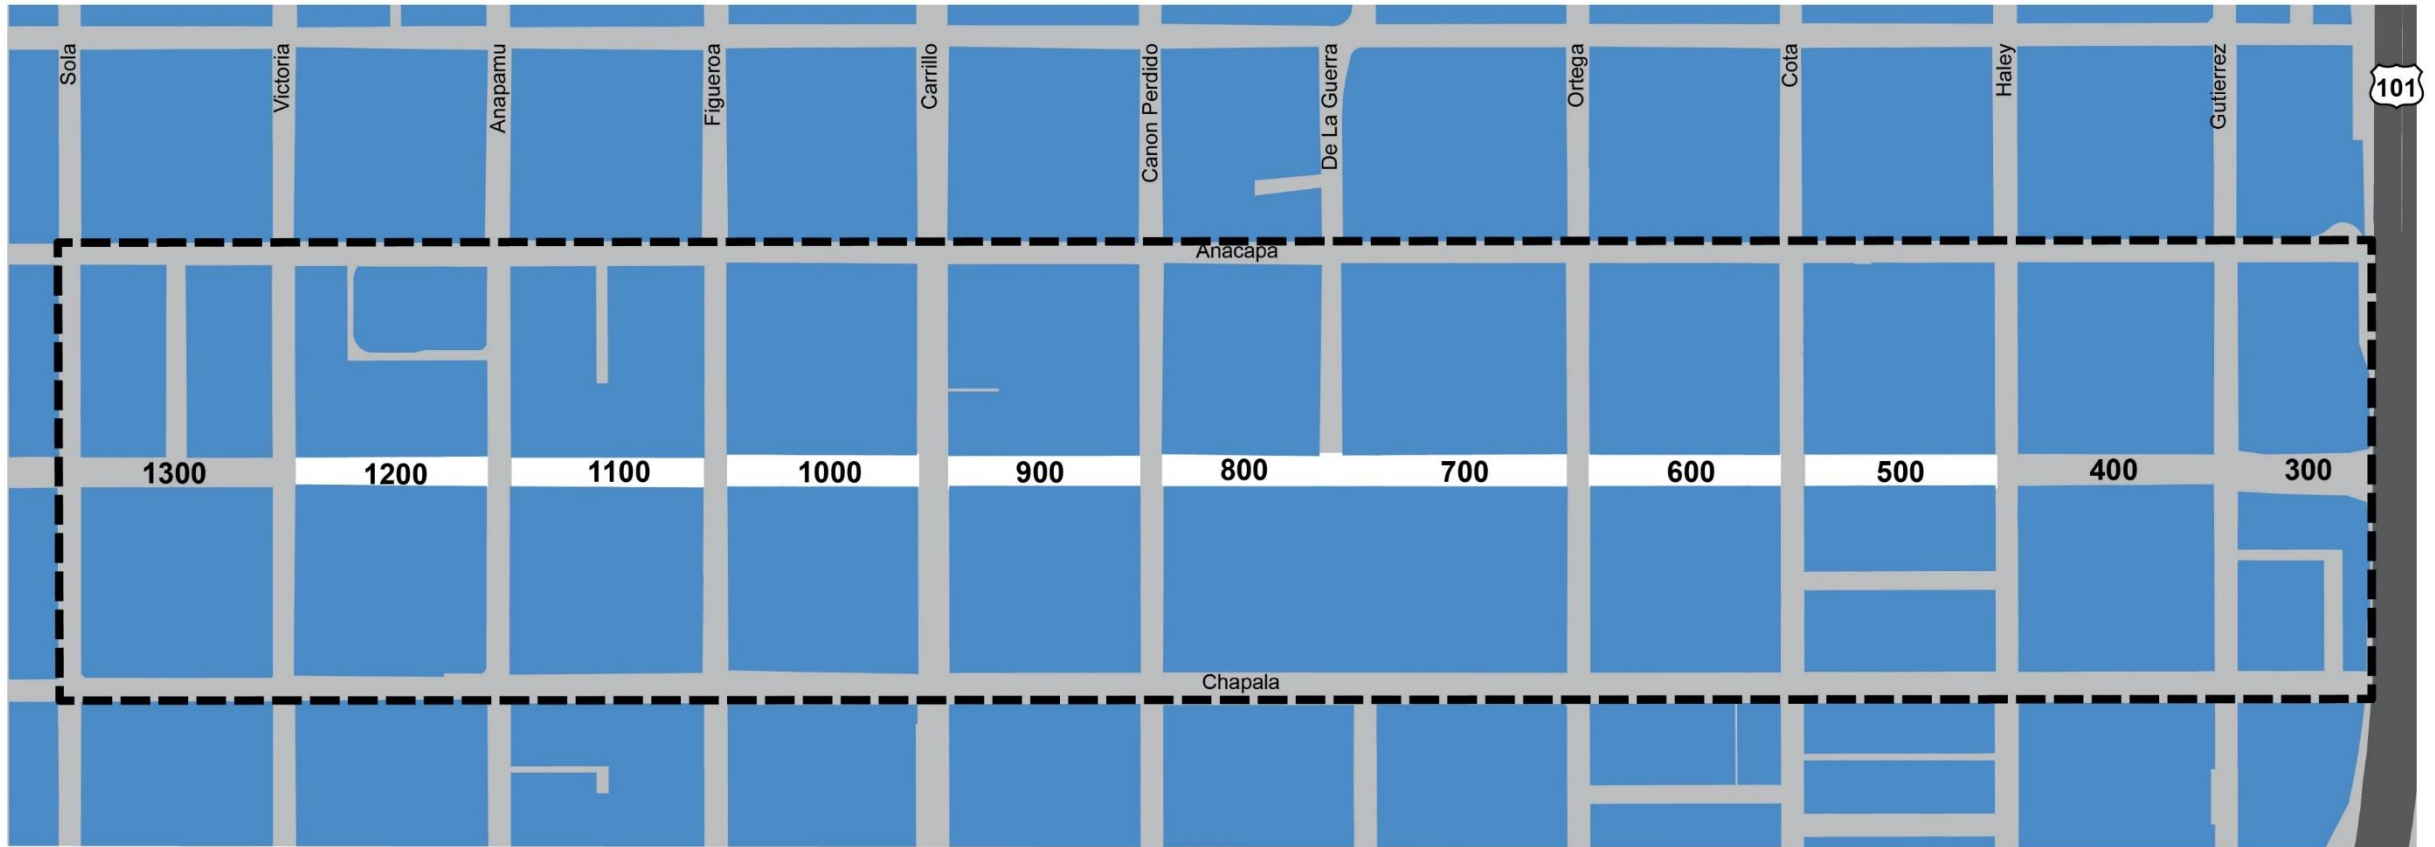 Sola
Victoria
Anapamu
Figueroa
Carrillo
Canon Perdido
De La Guerra
Ortega
Cota
Haley
Gutierrez
101
Anacapa
1300
1200
1100
1000
900
800
700
600
500
400
300
Chapala